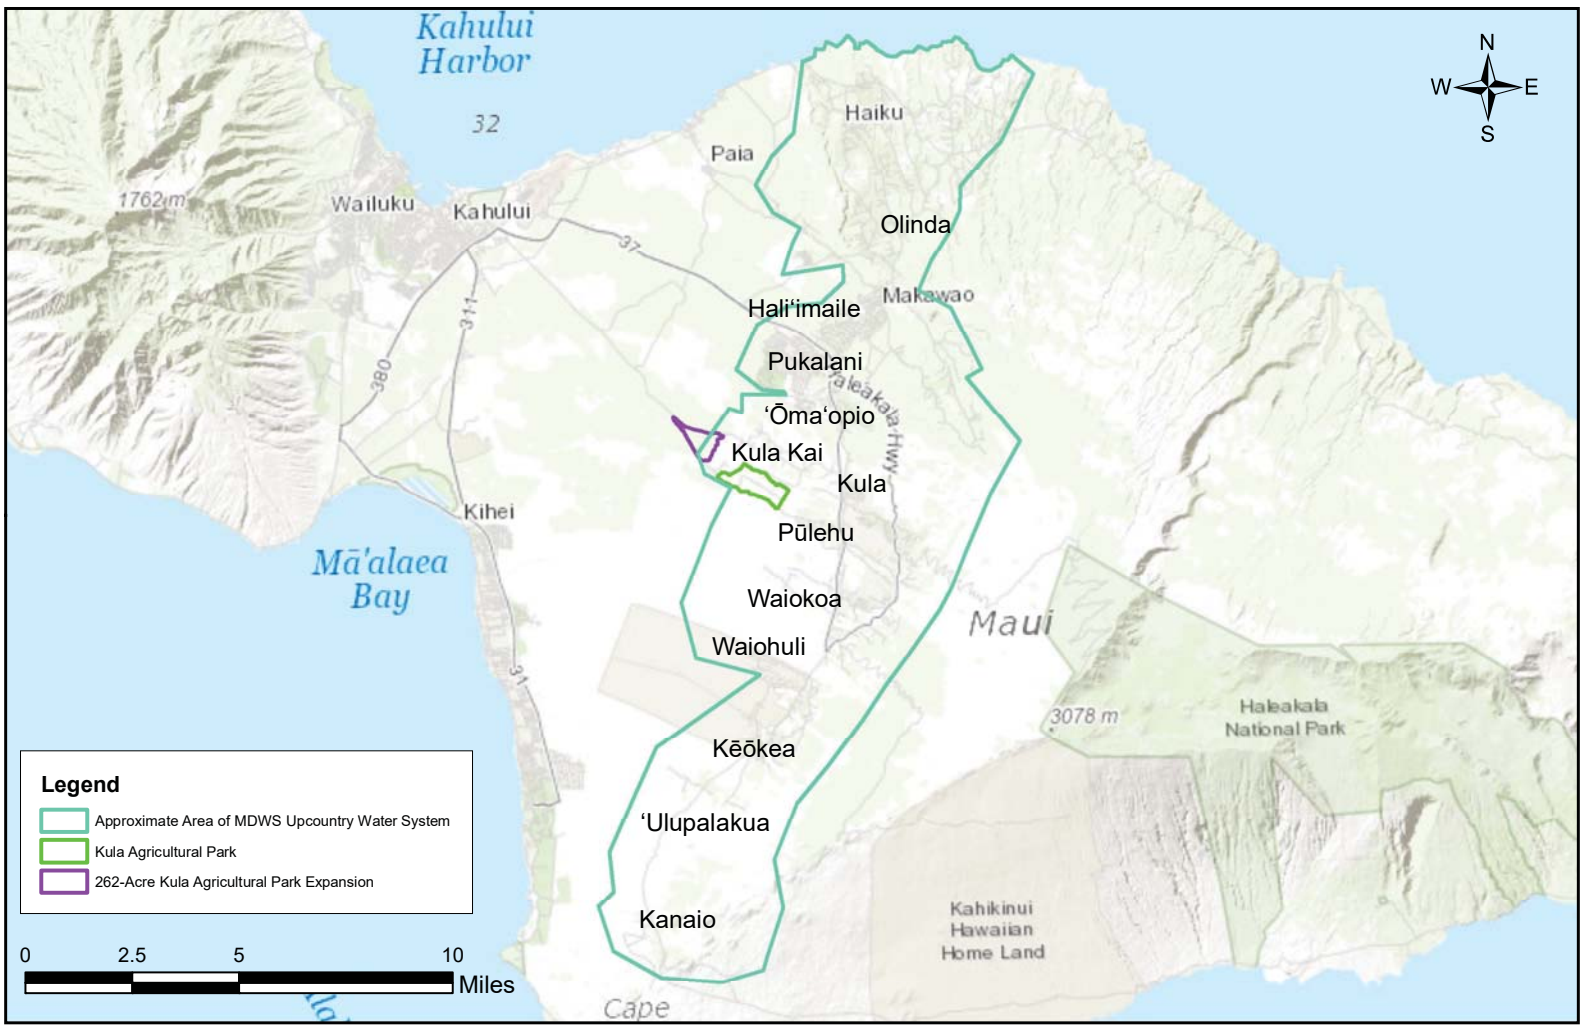 Kahului
Harbor
32
N
W
E
S
Haiku
Paia
1762 m
Wailuku
Kahului
Olinda
37
Makawao
Hali‘imaile
311
Pukalani
380
aleakala Hwy
‘Ōma‘opio
Kula Kai
Kula
Kihei
Pūlehu
Mā'alaea
Bay
Waiokoa
Maui
Waiohuli
31
3078 m
Haleakala
National Park
Kēōkea
‘Ulupalakua
Kanaio
Kahikinui
Hawaiian
Home Land
Legend
Approximate Area of MDWS Upcountry Water System
Kula Agricultural Park
262-Acre Kula Agricultural Park Expansion
0
2.5
5
10
Miles
Cape